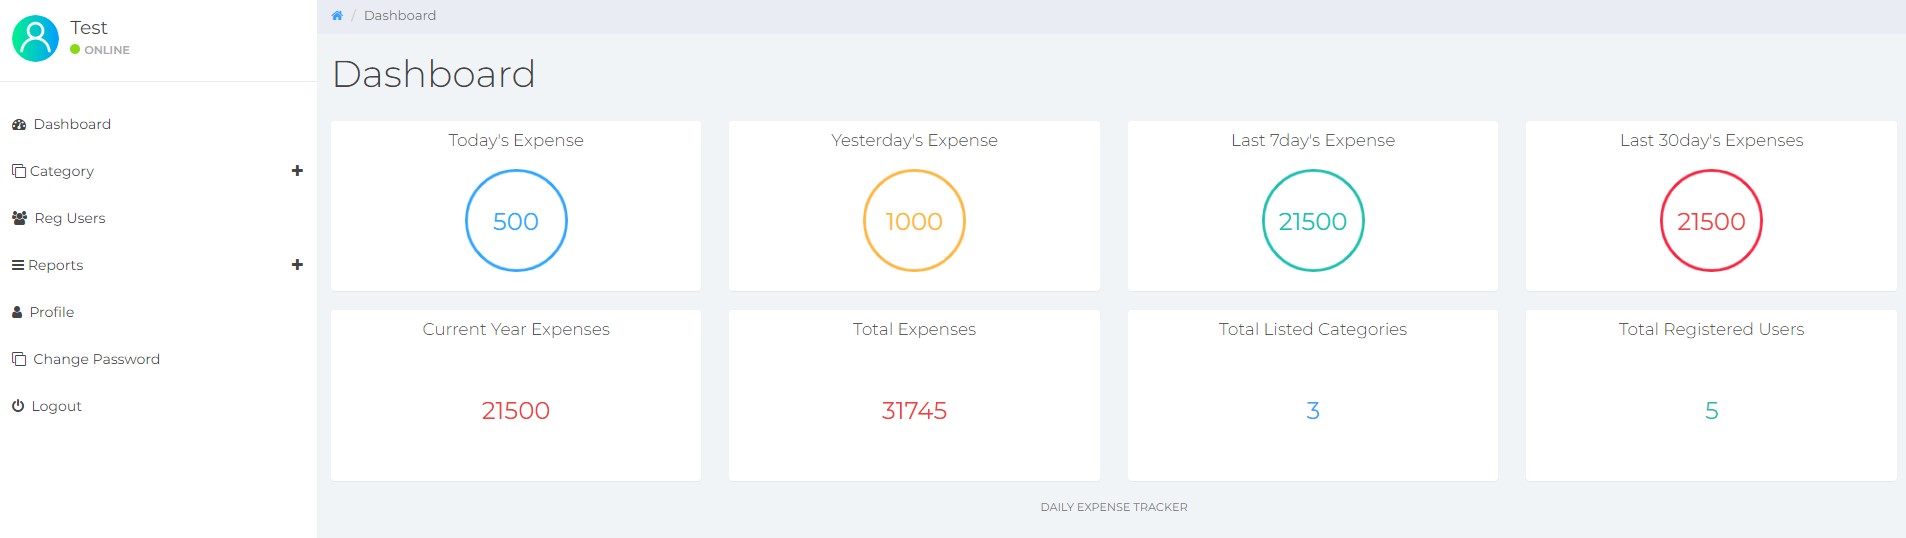 Test
ONLINE
Dashboard
Category
Reg Users
Reports
Profile
Change Password
Logout
/ Dashboard
Dashboard
Today's Expense
500
Yesterday's Expense
1000
Last 7day's Expense
21500
Last 30day's Expenses
21500
Current Year Expenses
21500
Total Expenses
31745
Total Listed Categories
3
Total Registered Users
5
DAILY EXPENSE TRACKER